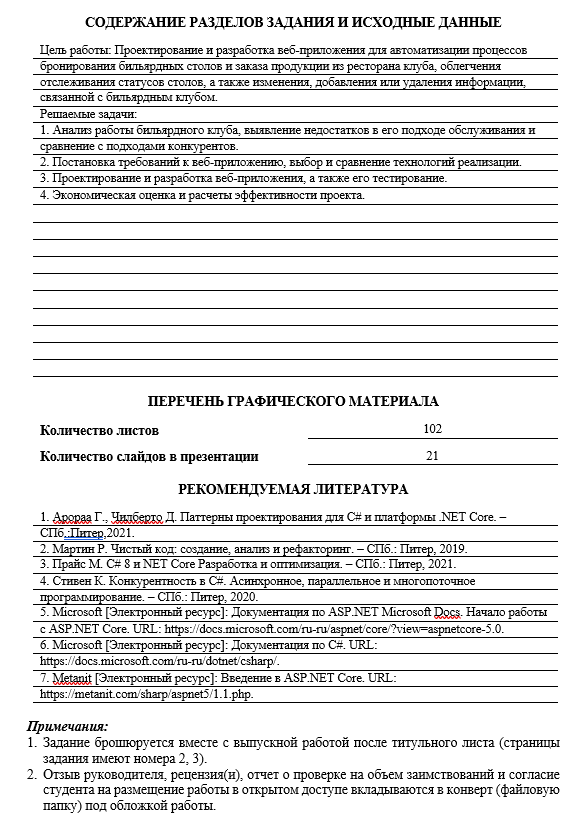 СОДЕРЖАНИЕ РАЗДЕЛОВ ЗАДАНИЯ И ИСХОДНЫЕ ДАННЫЕ
Цель работы: Проектирование и разработка веб-приложения для автоматизации процессов
бронирования бильярдных столов и заказа продукции из ресторана клуба, облегчения
отслеживания статусов столов, а также изменения, добавления или удаления информации,
связанной с бильярдным клубом.
Решаемые задачи:
1. Анализ работы бильярдного клуба, выявление недостатков в его подходе обслуживания и
сравнение с подходами конкурентов.
2. Постановка требований к веб-приложению, выбор и сравнение технологий реализации.
3. Проектирование и разработка веб-приложения, а также его тестирование.
4. Экономическая оценка и расчеты эффективности проекта.
ПЕРЕЧЕНЬ ГРАФИЧЕСКОГО МАТЕРИАЛА
Количество листов 102
Количество слайдов в презентации 21
РЕКОМЕНДУЕМАЯ ЛИТЕРАТУРА
1. Арораа Г., Чилберто Д. Паттерны проектирования для C# и платформы .NET Core. –
СПб.:Питер,2021.
2. Мартин Р. Чистый код: создание, анализ и рефакторинг. – СПб.: Питер, 2019.
3. Прайс М. C# 8 и NET Core Разработка и оптимизация. – СПб.: Питер, 2021.
4. Стивен К. Конкурентность в C#. Асинхронное, параллельное и многопоточное
программирование. – СПб.: Питер, 2020.
5. Microsoft [Электронный ресурс]: Документация по ASP.NET Microsoft Docs. Начало работы
с ASP.NET Core. URL: https://docs.microsoft.com/ru-ru/aspnet/core/?view=aspnetcore-5.0.
6. Microsoft [Электронный ресурс]: Документация по C#. URL:
https://docs.microsoft.com/ru-ru/dotnet/csharp/.
7. Metanit [Электронный ресурс]: Введение в ASP.NET Core. URL:
https://metanit.com/sharp/aspnet5/1.1.php.
Примечания:
1. Задание брошюруется вместе с выпускной работой после титульного листа (страницы
задания имеют номера 2, 3).
2. Отзыв руководителя, рецензия(и), отчет о проверке на объем заимствований и согласие
студента на размещение работы в открытом доступе вкладываются в конверт (файловую
папку) под обложкой работы.